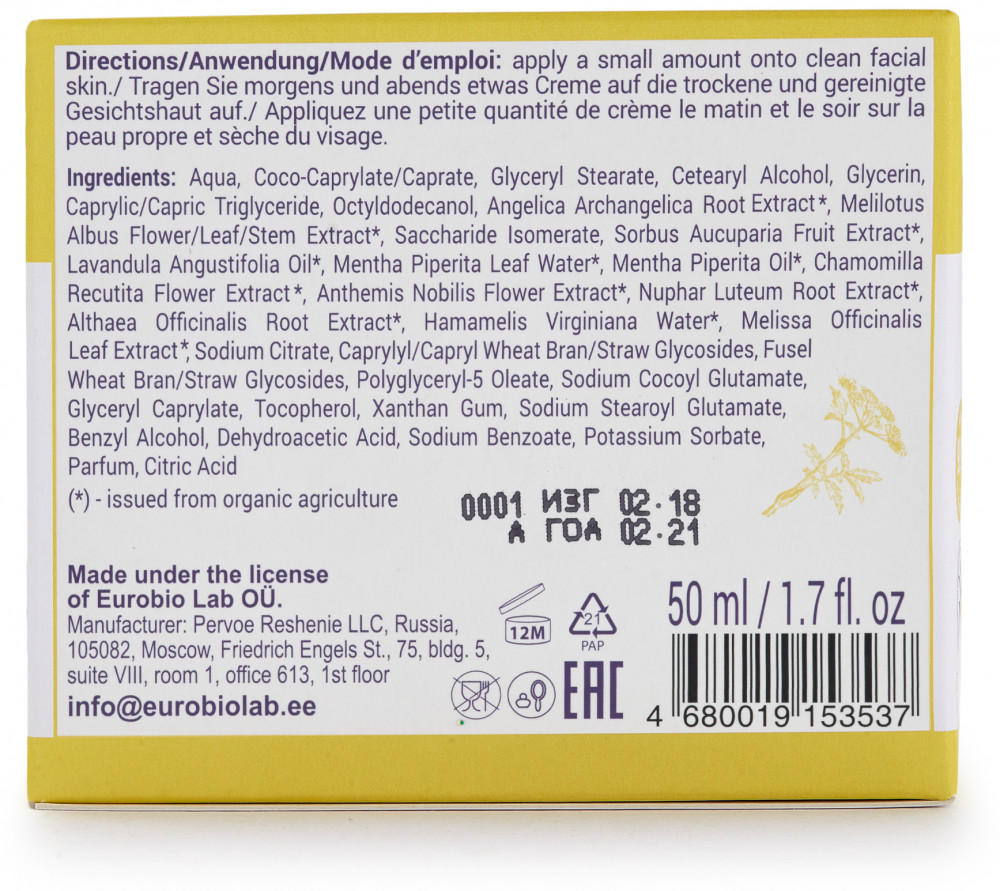 Directions/Anwendung/Mode d'emploi: apply a small amount onto clean facial
skin./ Tragen Sie morgens und abends etwas Creme auf die trockene und gereinigte
Gesichtshaut auf./ Appliquez une petite quantité de crème le matin et le soir sur la
peau propre et sèche du visage.
Ingredients: Aqua, Coco-Caprylate/Caprate, Glyceryl Stearate, Cetearyl Alcohol, Glycerin,
Caprylic/Capric Triglyceride, Octyldodecanol, Angelica Archangelica Root Extract*, Melilotus
Albus Flower/Leaf/Stem Extract*, Saccharide Isomerate, Sorbus Aucuparia Fruit Extract*,
Lavandula Angustifolia Oil*, Mentha Piperita Leaf Water*, Mentha Piperita Oil*, Chamomilla
Recutita Flower Extract*, Anthemis Nobilis Flower Extract*, Nuphar Luteum Root Extract*,
Althaea Officinalis Root Extract*, Hamamelis Virginiana Water*, Melissa Officinalis
Leaf Extract*, Sodium Citrate, Caprylyl/Capryl Wheat Bran/Straw Glycosides, Fusel
Wheat Bran/Straw Glycosides, Polyglyceryl-5 Oleate, Sodium Cocoyl Glutamate,
Glyceryl Caprylate, Tocopherol, Xanthan Gum, Sodium Stearoyl Glutamate,
Benzyl Alcohol, Dehydroacetic Acid, Sodium Benzoate, Potassium Sorbate,
Parfum, Citric Acid
(*) - issued from organic agriculture
0001 ИЗГ 02.18
А ГОД 02.21
Made under the license
of Eurobio Lab OÜ.
Manufacturer: Pervoe Reshenie LLC, Russia,
105082, Moscow, Friedrich Engels St., 75, bldg. 5,
suite VIII, room 1, office 613, 1st floor
info@eurobiolab.ee
12M
21
PAP
EAC
50 ml / 1.7 fl. oz
4 680019 153537